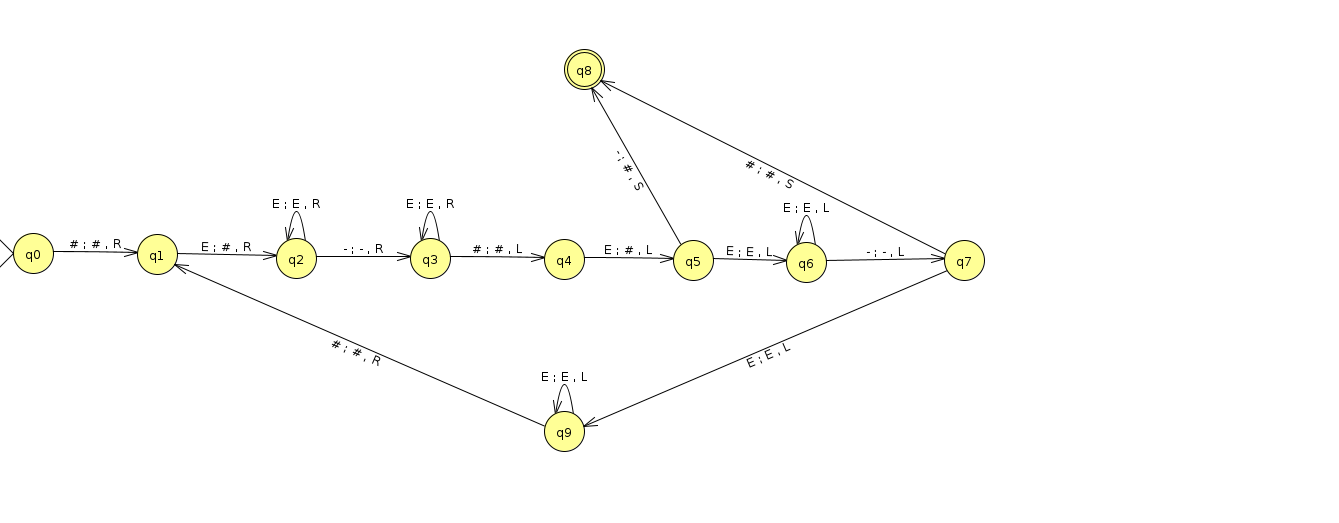 q8
# ; # , S
- ; # , S
E ; E , R
E ; E , R
E ; E , L
# ; # , R
E ; # , R
- ; - , R
# ; # , L
E ; # , L
E ; E , L
- ; - , L
q0
q1
q2
q3
q4
q5
q6
q7
# ; # , R
E ; E , L
E ; E , L
q9